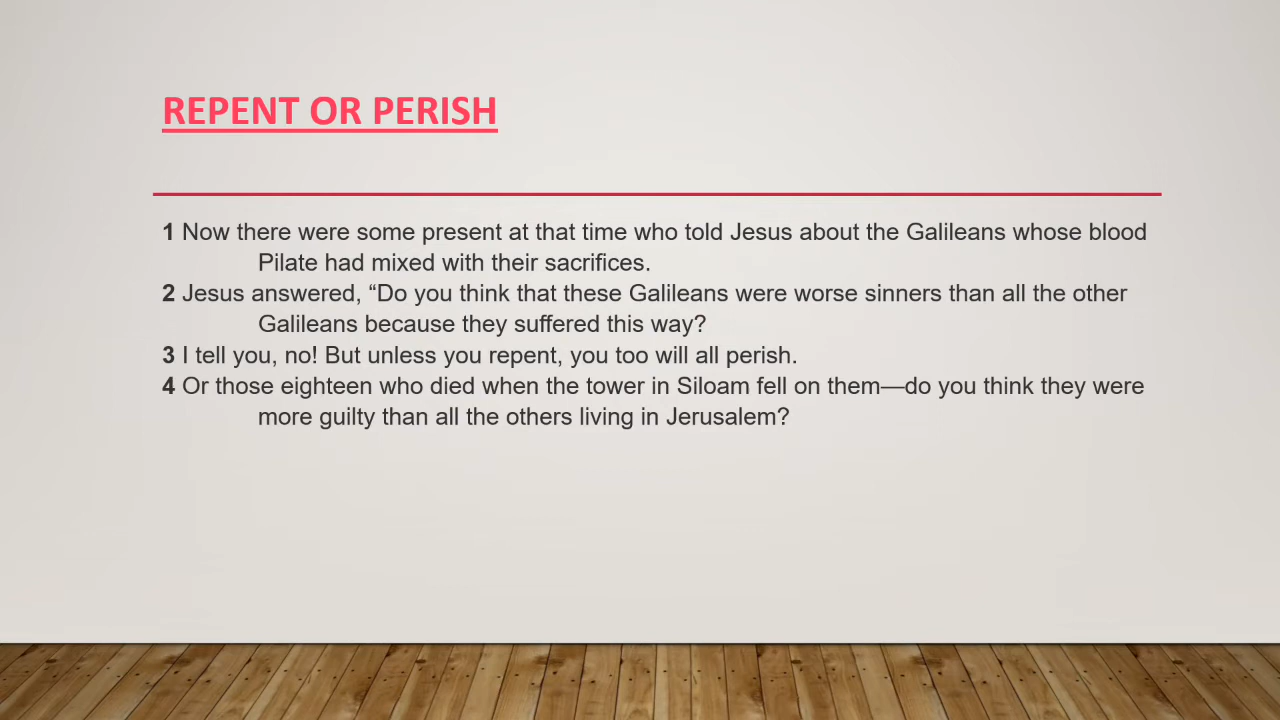 REPENT OR PERISH
1 Now there were some present at that time who told Jesus about the Galileans whose blood
Pilate had mixed with their sacrifices.
2 Jesus answered, “Do you think that these Galileans were worse sinners than all the other
Galileans because they suffered this way?
3 I tell you, no! But unless you repent, you too will all perish.
4 Or those eighteen who died when the tower in Siloam fell on them—do you think they were
more guilty than all the others living in Jerusalem?